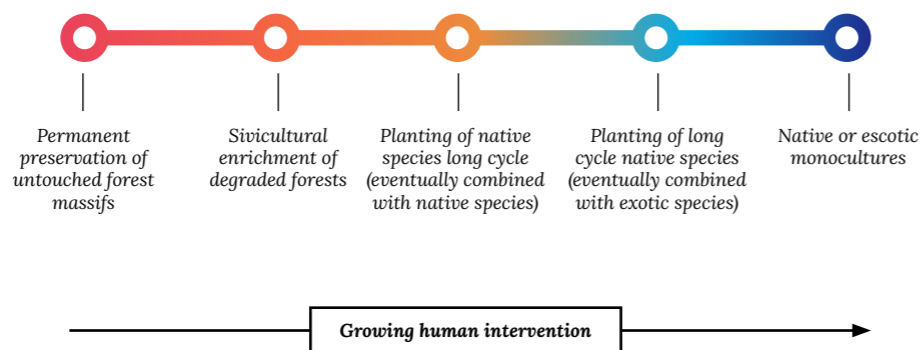 Permanent
preservation of
untouched forest
massifs
Sivicultural
enrichment of
degraded forests
Planting of native
species long cycle
(eventually combined
with native species)
Planting of long
cycle native species
(eventually combined
with exotic species)
Native or escotic
monocultures
Growing human intervention